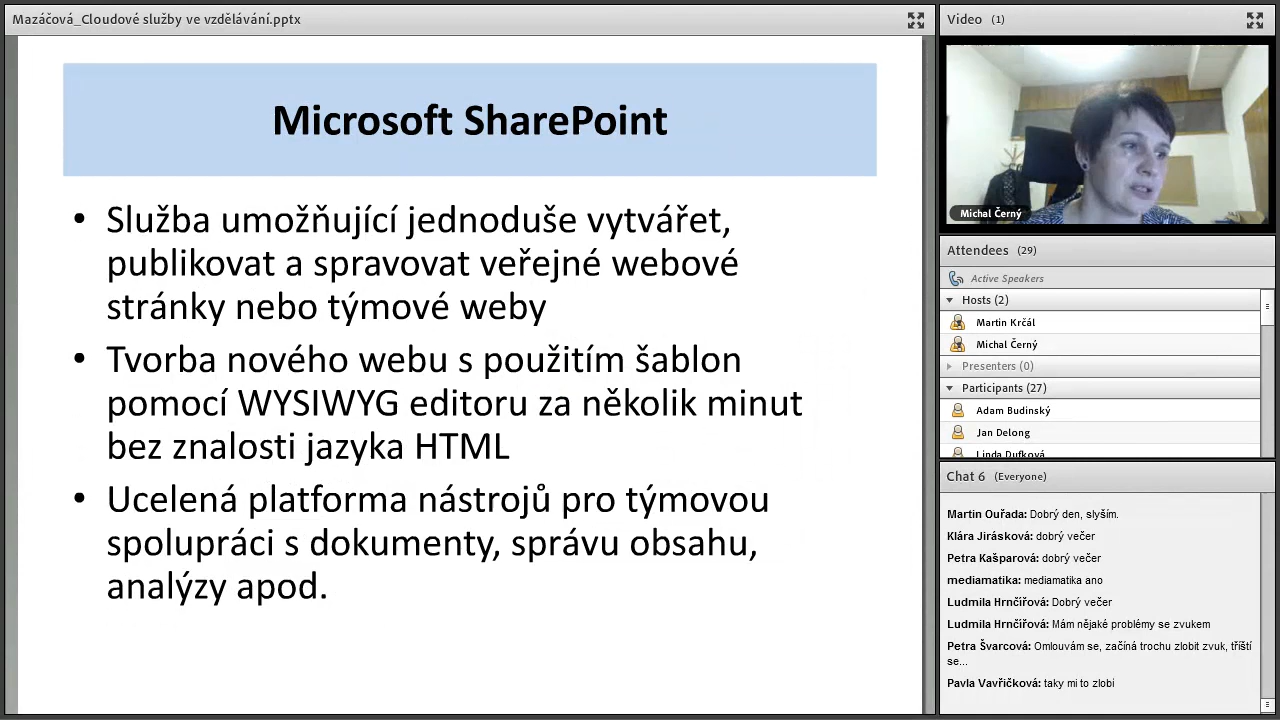 Mazáčová_Cloudové služby ve vzdělávání.pptx
Microsoft SharePoint
• Služba umožňující jednoduše vytvářet,
publikovat a spravovat veřejné webové
stránky nebo týmové weby
• Tvorba nového webu s použitím šablon
pomocí WYSIWYG editoru za několik minut
bez znalosti jazyka HTML
• Ucelená platforma nástrojů pro týmovou
spolupráci s dokumenty, správu obsahu,
analýzy apod.
Video (1)
Michal Černý
Attendees (29)
Active Speakers
Hosts (2)
Martin Krčál
Michal Černý
Presenters (0)
Participants (27)
Adam Budinský
Jan Delong
Linda Dufková
Chat 6 (Everyone)
Martin Ouřada: Dobrý den, slyším.
Klára Jirásková: dobrý večer
Petra Kašparová: dobrý večer
mediamatika: mediamatika ano
Ludmila Hrnčířová: Dobrý večer
Ludmila Hrnčířová: Mám nějaké problémy se zvukem
Petra Švarcová: Omlouvám se, začíná trochu zlobit zvuk, tříští
se...
Pavla Vavřičková: taky mi to zlobí